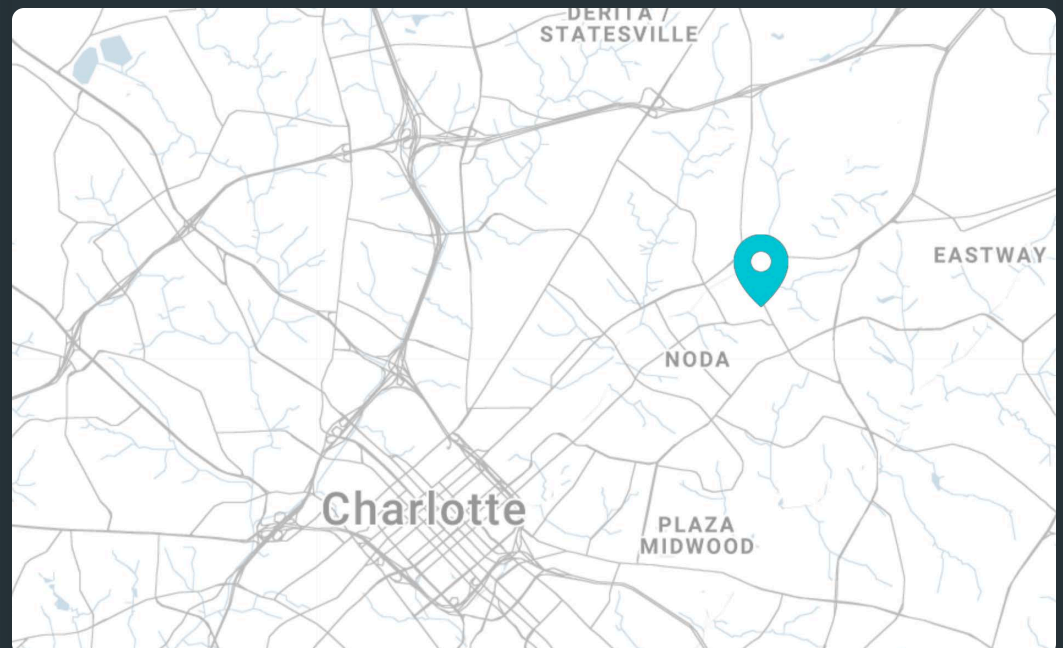 DERITA /
STATESVILLE
EASTWAY
NODA
Charlotte
PLAZA
MIDWOOD